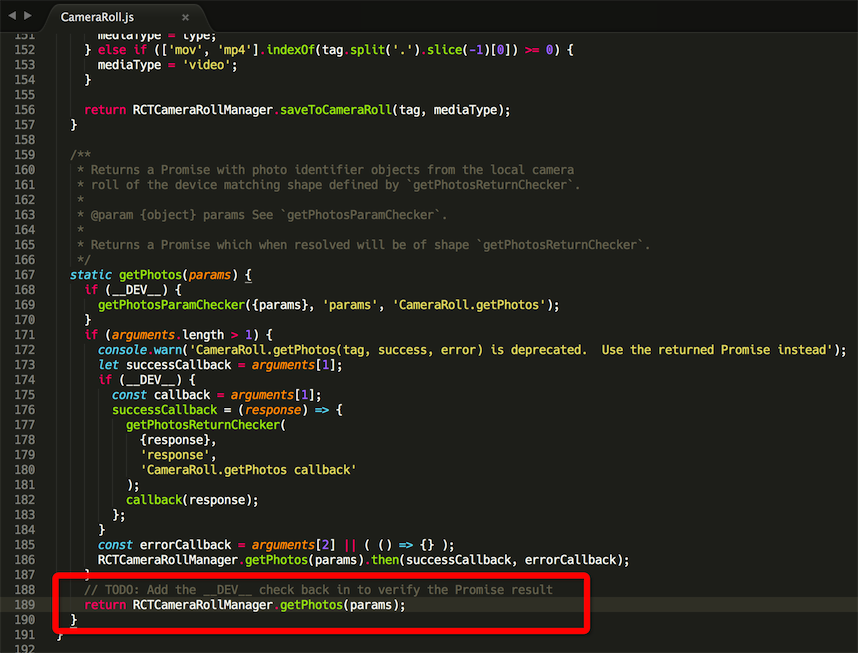 CameraRoll.js
151 mediaType = type;
152 } else if (['mov', 'mp4'].indexOf(tag.split('.').slice(-1)[0]) >= 0) {
153 mediaType = 'video';
154 }
155
156 return RCTCameraRollManager.saveToCameraRoll(tag, mediaType);
157 }
158
159 /**
160 * Returns a Promise with photo identifier objects from the local camera
161 * roll of the device matching shape defined by `getPhotosReturnChecker`.
162 *
163 * @param {object} params See `getPhotosParamChecker`.
164 *
165 * Returns a Promise which when resolved will be of shape `getPhotosReturnChecker`.
166 */
167 static getPhotos(params) {
168 if (__DEV__) {
169 getPhotosParamChecker({params}, 'params', 'CameraRoll.getPhotos');
170 }
171 if (arguments.length > 1) {
172 console.warn('CameraRoll.getPhotos(tag, success, error) is deprecated.  Use the returned Promise instead');
173 let successCallback = arguments[1];
174 if (__DEV__) {
175 const callback = arguments[1];
176 successCallback = (response) => {
177 getPhotosReturnChecker(
178 {response},
179 'response',
180 'CameraRoll.getPhotos callback'
181 );
182 callback(response);
183 };
184 }
185 const errorCallback = arguments[2] || ( () => {} );
186 RCTCameraRollManager.getPhotos(params).then(successCallback, errorCallback);
187 }
188 // TODO: Add the __DEV__ check back in to verify the Promise result
189 return RCTCameraRollManager.getPhotos(params);
190 }
191 }
192